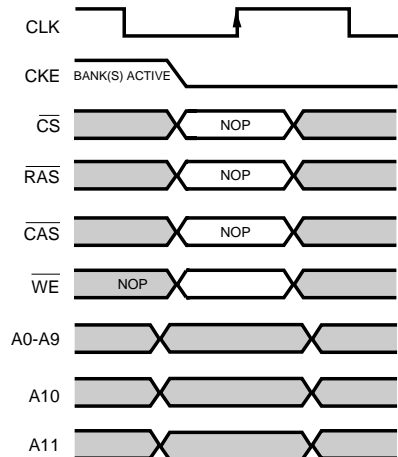 CLK
CKE BANK(S) ACTIVE
CS NOP
RAS NOP
CAS NOP
WE NOP
A0-A9
A10
A11